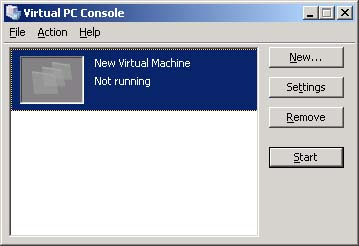 Virtual PC Console
File Action Help
New Virtual Machine
Not running
New...
Settings
Remove
Start